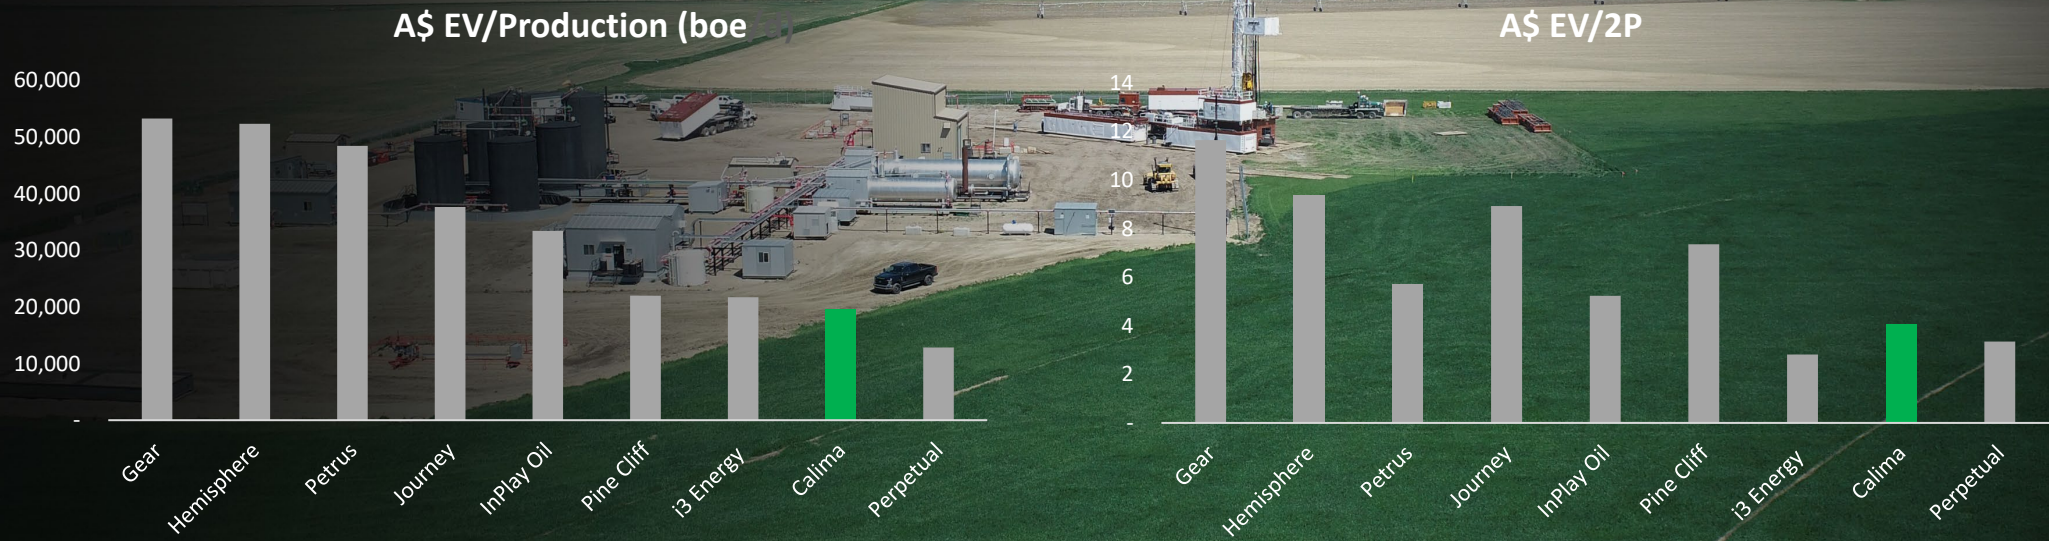 A$ EV/Production (boe/d)
60,000
50,000
40,000
30,000
20,000
10,000
-
Gear
Hemisphere
Petrus
Journey
InPlay Oil
Pine Cliff
i3 Energy
Calima
Perpetual
A$ EV/2P
14
12
10
8
6
4
2
-
Gear
Hemisphere
Petrus
Journey
InPlay Oil
Pine Cliff
i3 Energy
Calima
Perpetual